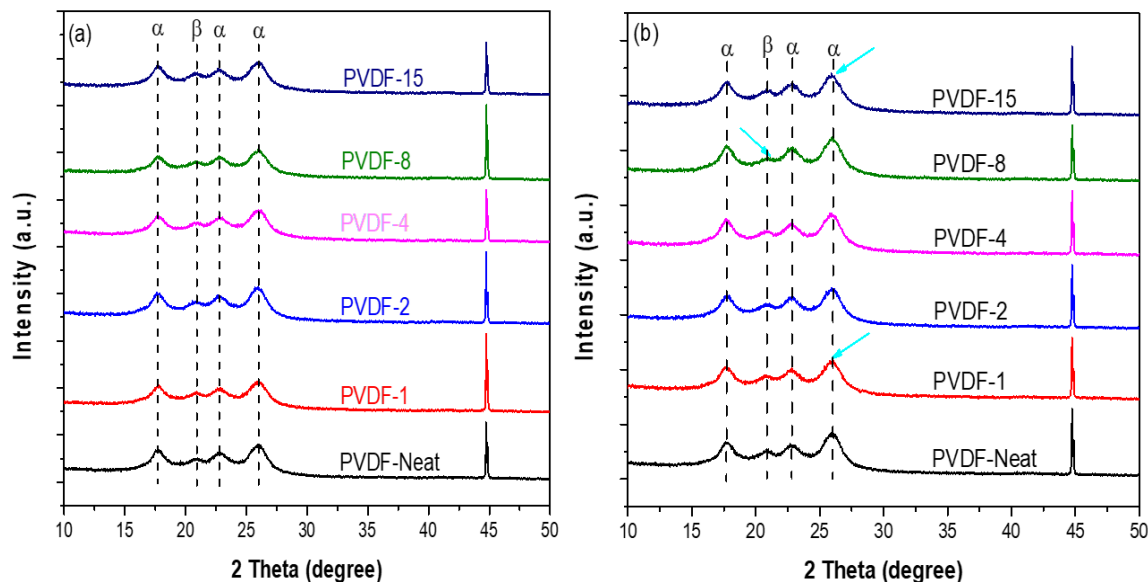 (a)
α β α α
PVDF-15
PVDF-8
PVDF-4
PVDF-2
PVDF-1
PVDF-Neat
Intensity (a.u.)
10 15 20 25 30 35 40 45 50
2 Theta (degree)
(b)
α β α α
PVDF-15
PVDF-8
PVDF-4
PVDF-2
PVDF-1
PVDF-Neat
Intensity (a.u.)
10 15 20 25 30 35 40 45 50
2 Theta (degree)